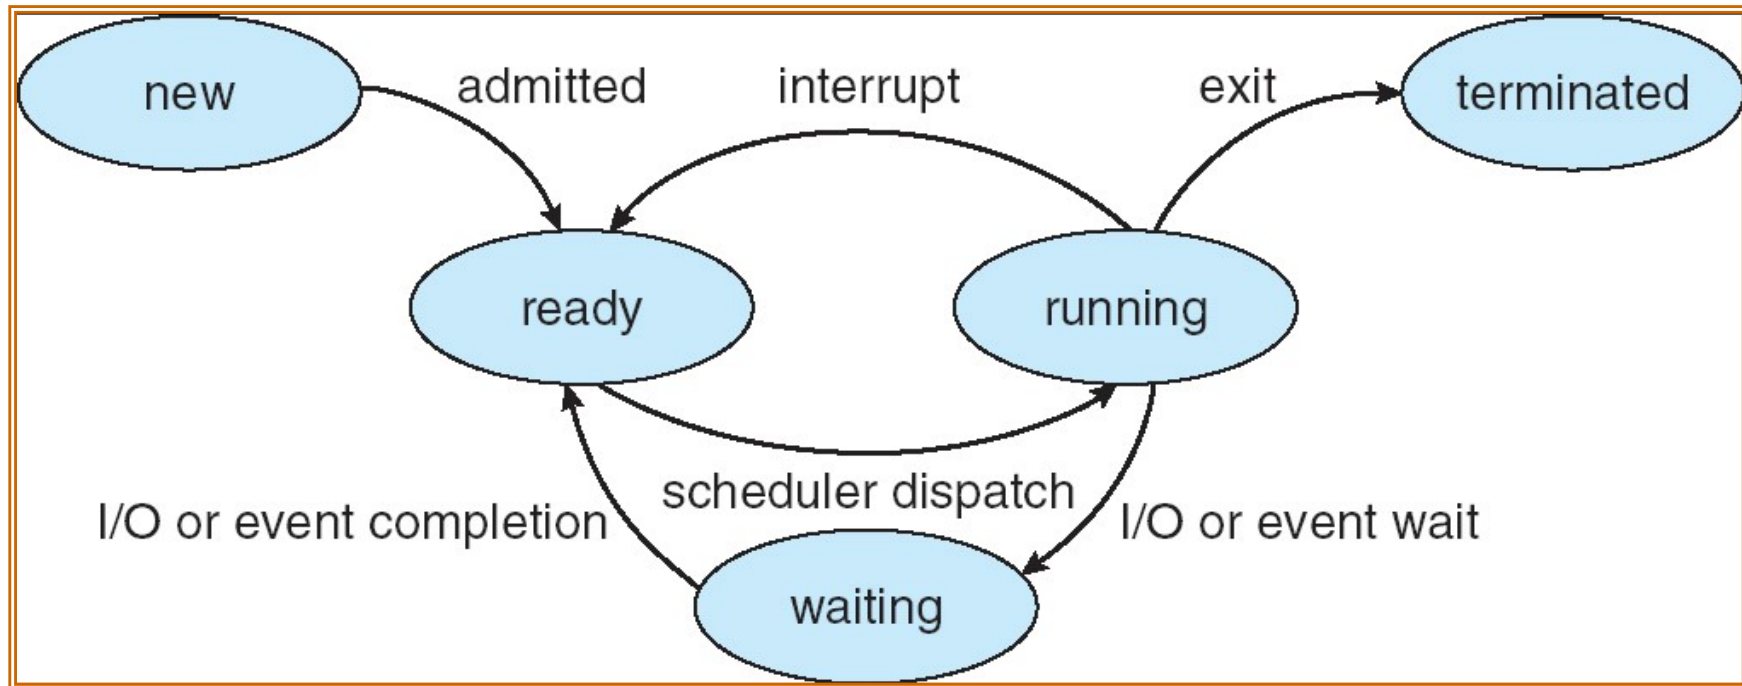 new
admitted
interrupt
exit
terminated
ready
running
scheduler dispatch
I/O or event completion
I/O or event wait
waiting